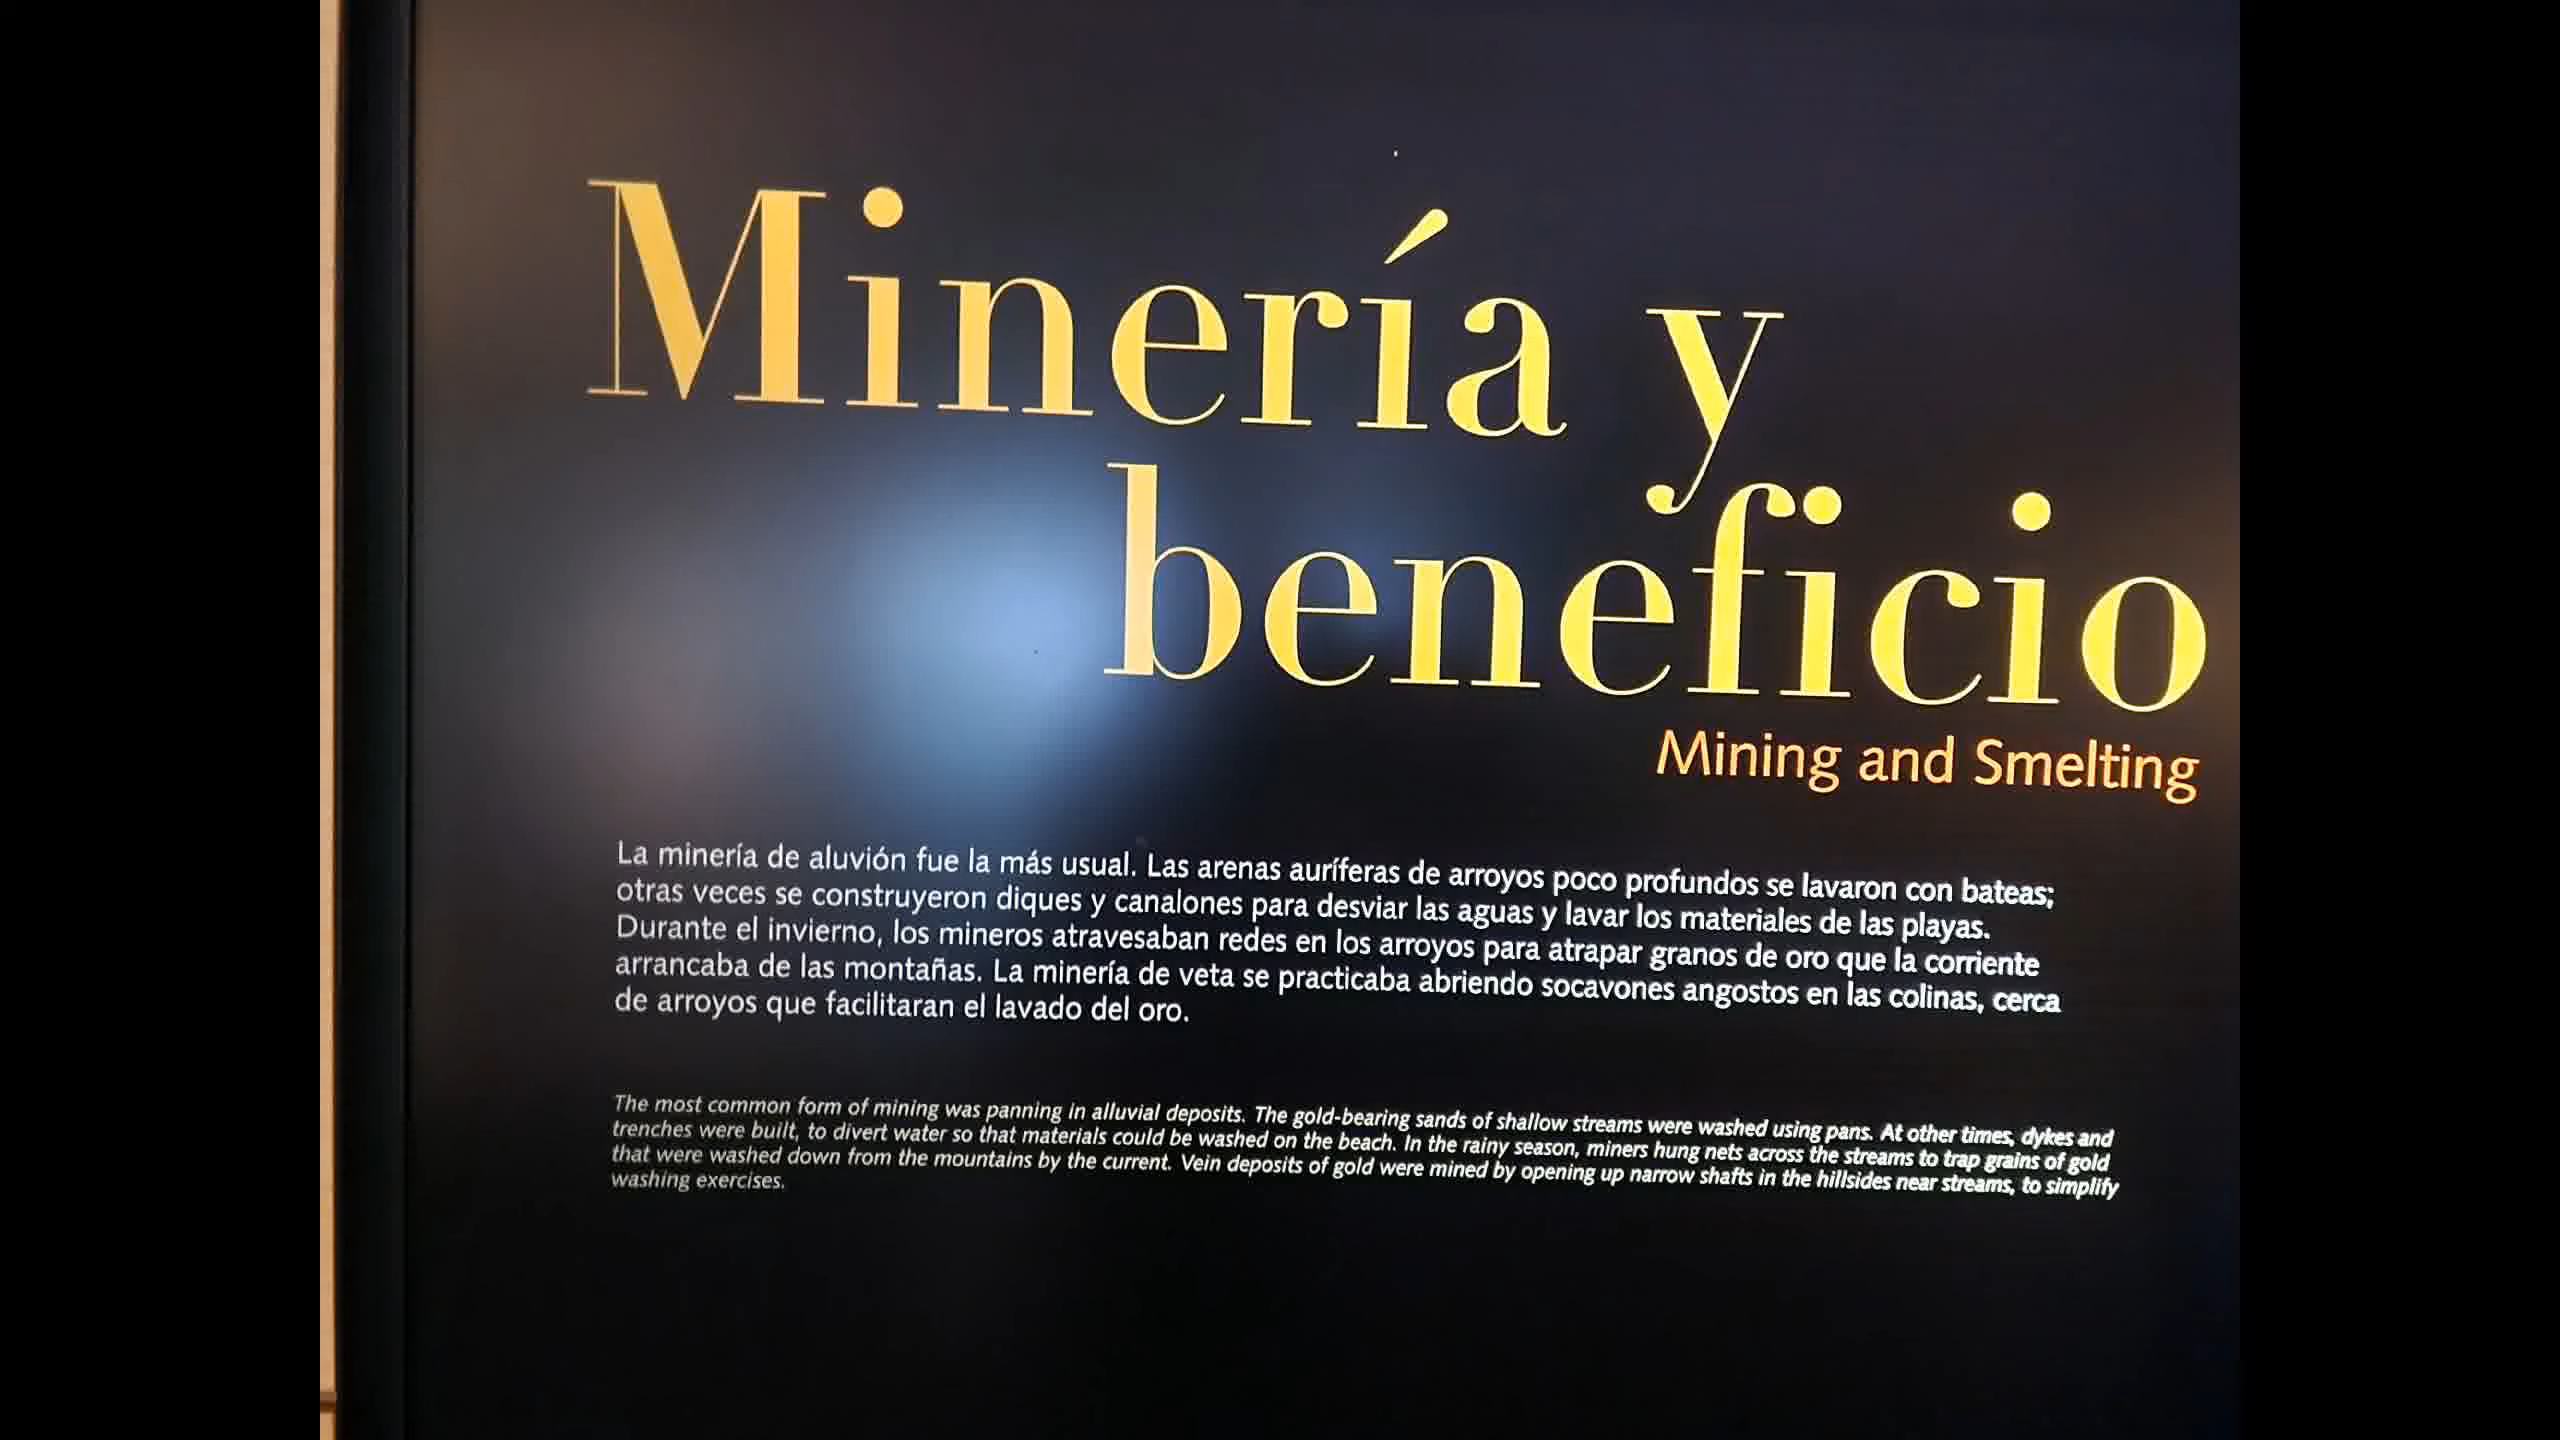 Minería y
beneficio
Mining and Smelting
La minería de aluvión fue la más usual. Las arenas auríferas de arroyos poco profundos se lavaron con bateas;
otras veces se construyeron diques y canalones para desviar las aguas y lavar los materiales de las playas.
Durante el invierno, los mineros atravesaban redes en los arroyos para atrapar granos de oro que la corriente
arrancaba de las montañas. La minería de veta se practicaba abriendo socavones angostos en las colinas, cerca
de arroyos que facilitaran el lavado del oro.
The most common form of mining was panning in alluvial deposits. The gold-bearing sands of shallow streams were washed using pans. At other times, dykes and
trenches were built, to divert water so that materials could be washed on the beach. In the rainy season, miners hung nets across the streams to trap grains of gold
that were washed down from the mountains by the current. Vein deposits of gold were mined by opening up narrow shafts in the hillsides near streams, to simplify
washing exercises.